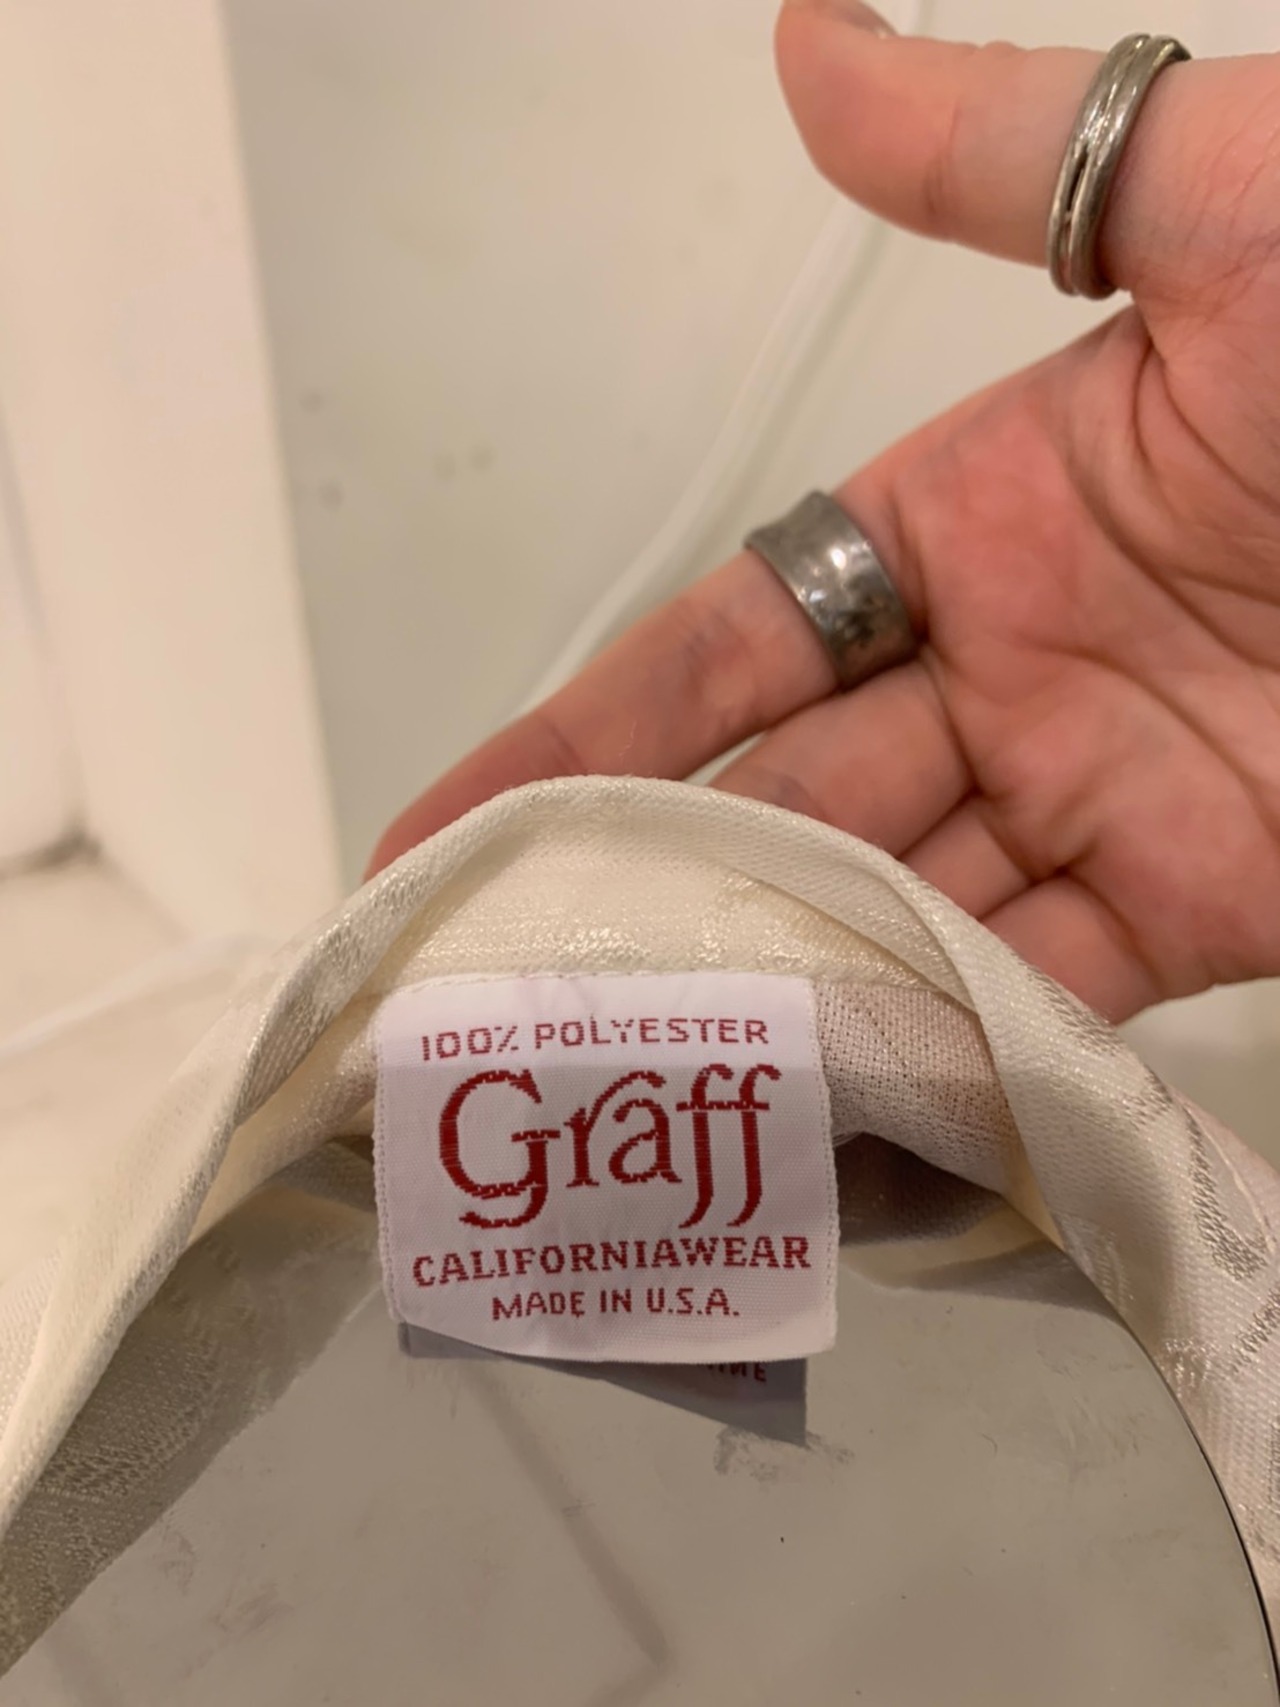 100% POLYESTER
Graff
CALIFORNIAWEAR
MADE IN U.S.A.